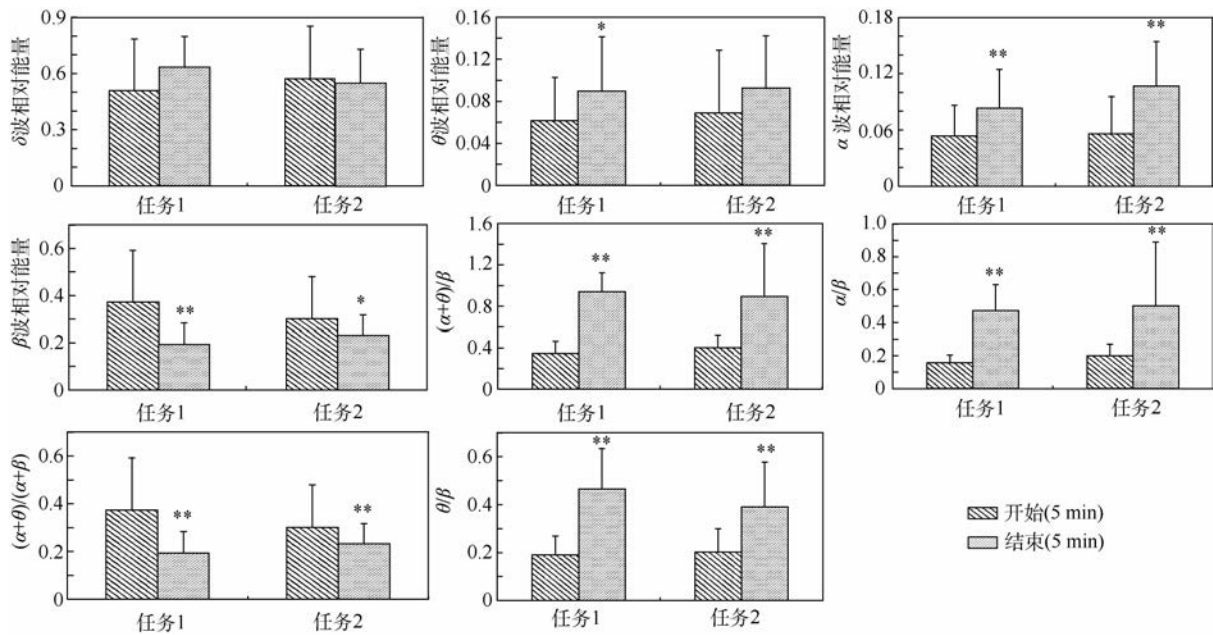 δ波相对能量
0.9
0.6
0.3
0
任务1
任务2
θ波相对能量
0.16
0.12
0.08
0.04
0
*
任务1
任务2
α 波相对能量
0.18
0.12
0.06
0
**
**
任务1
任务2
β波相对能量
0.6
0.4
0.2
0
**
*
任务1
任务2
(α+θ)/β
1.6
1.2
0.8
0.4
0
**
**
任务1
任务2
α/β
1.0
0.8
0.6
0.4
0.2
0
**
**
任务1
任务2
(α+θ)/(α+β)
0.6
0.4
0.2
0
**
**
任务1
任务2
θ/β
0.6
0.4
0.2
0
**
**
任务1
任务2
开始(5 min)
结束(5 min)